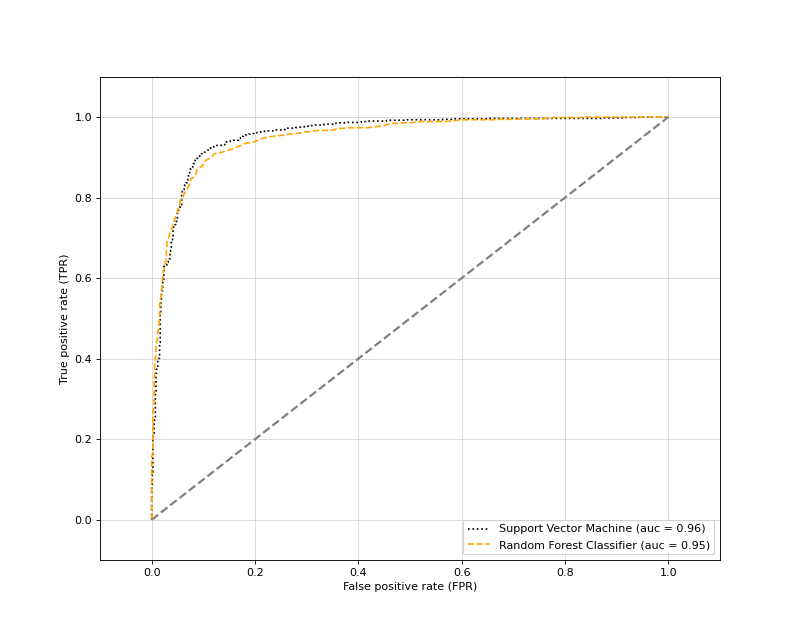 1.0
0.8
0.6
0.4
0.2
0.0
True positive rate (TPR)
Support Vector Machine (auc = 0.96)
Random Forest Classifier (auc = 0.95)
0.0 0.2 0.4 0.6 0.8 1.0
False positive rate (FPR)